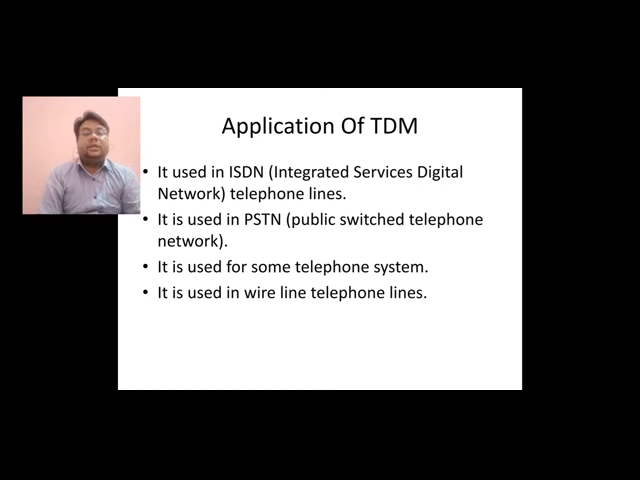 Application Of TDM
• It used in ISDN (Integrated Services Digital
Network) telephone lines.
• It is used in PSTN (public switched telephone
network).
• It is used for some telephone system.
• It is used in wire line telephone lines.